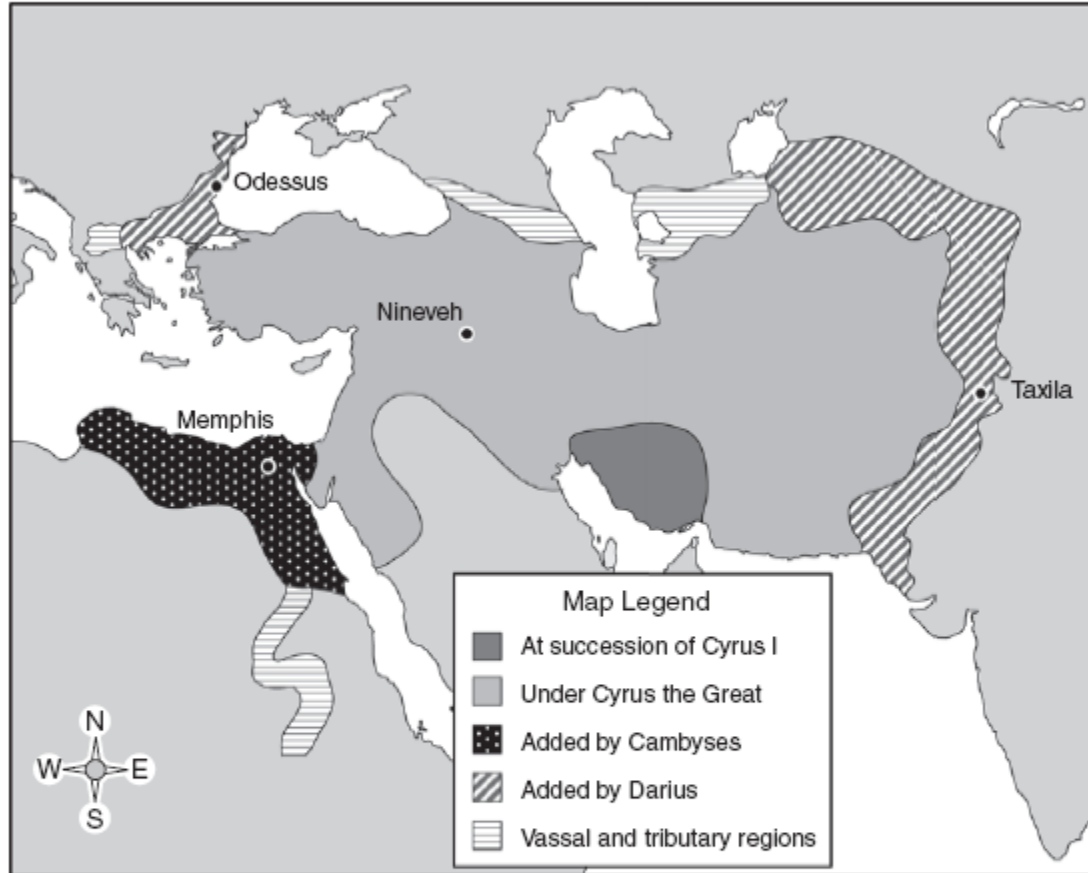 Odessus
Nineveh
Taxila
Memphis
Map Legend
At succession of Cyrus I
Under Cyrus the Great
Added by Cambyses
Added by Darius
Vassal and tributary regions
N
W E
S